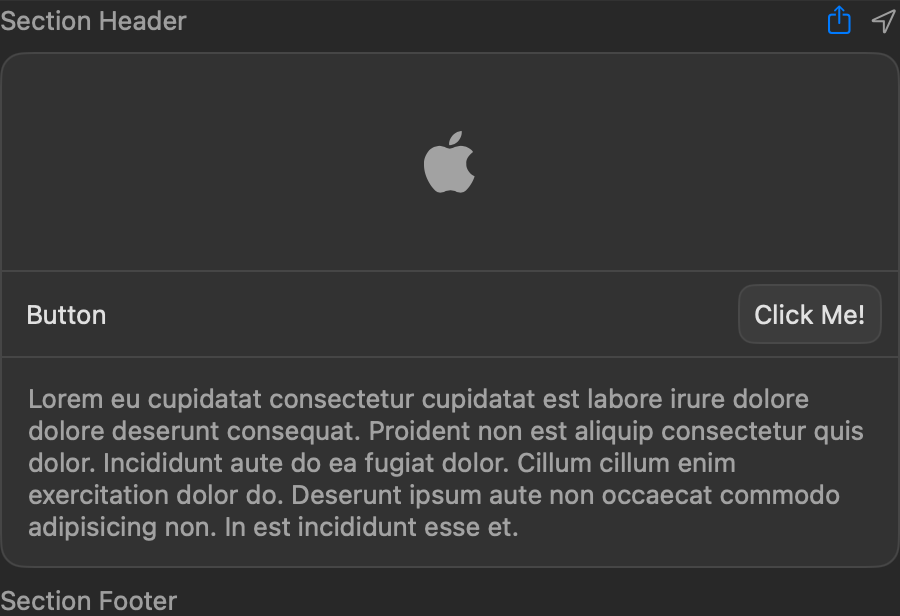 Section Header
Button
Click Me!
Lorem eu cupidatat consectetur cupidatat est labore irure dolore
dolore deserunt consequat. Proident non est aliquip consectetur quis
dolor. Incididunt aute do ea fugiat dolor. Cillum cillum enim
exercitation dolor do. Deserunt ipsum aute non occaecat commodo
adipisicing non. In est incididunt esse et.
Section Footer